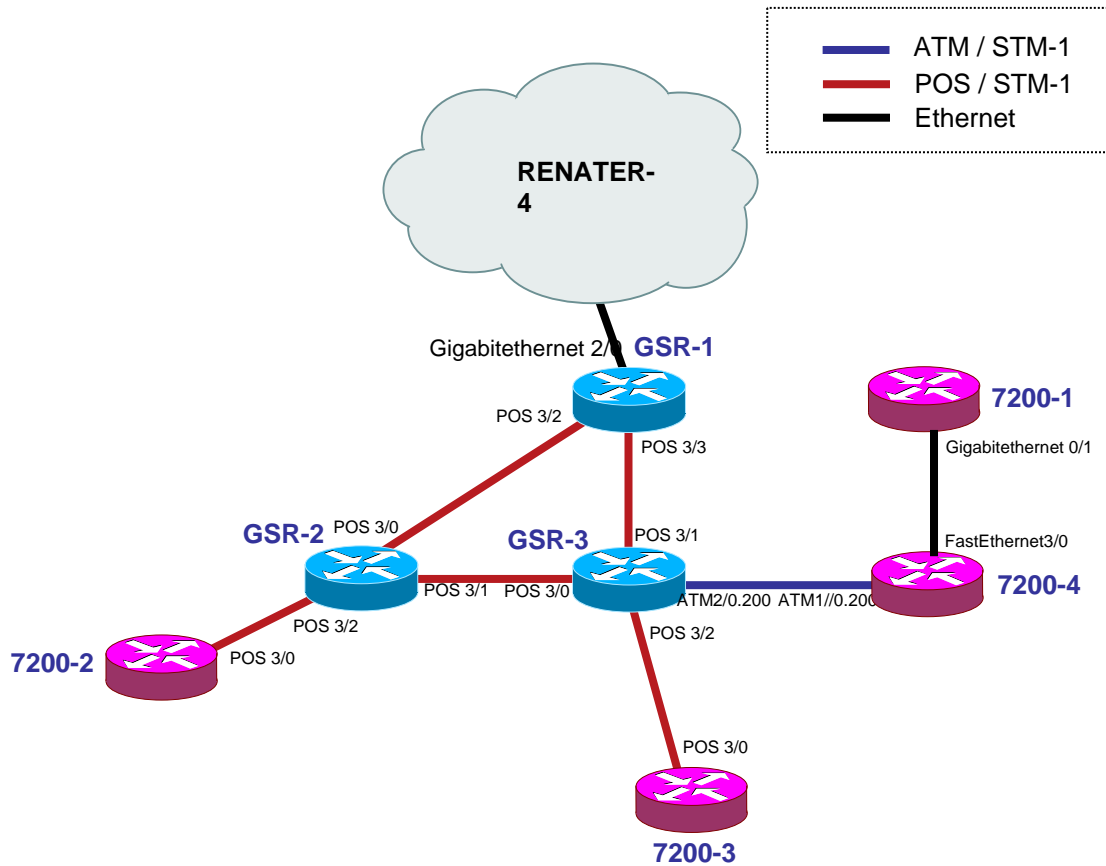 ATM / STM-1
POS / STM-1
Ethernet
RENATER-
4
Gigabitethernet 2/0
GSR-1
7200-1
POS 3/2
POS 3/3
Gigabitethernet 0/1
GSR-2
POS 3/0
GSR-3
POS 3/1
FastEthernet3/0
7200-4
POS 3/1
POS 3/0
ATM2/0.200
ATM1//0.200
POS 3/2
POS 3/2
7200-2
POS 3/0
POS 3/0
7200-3